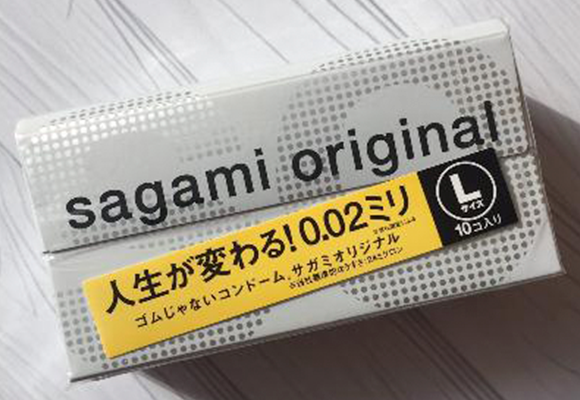 sagami original
人生が変わる!0.02ミリ
ゴムじゃないコンドーム、サガミオリジナル
L
サイズ
10コ入り